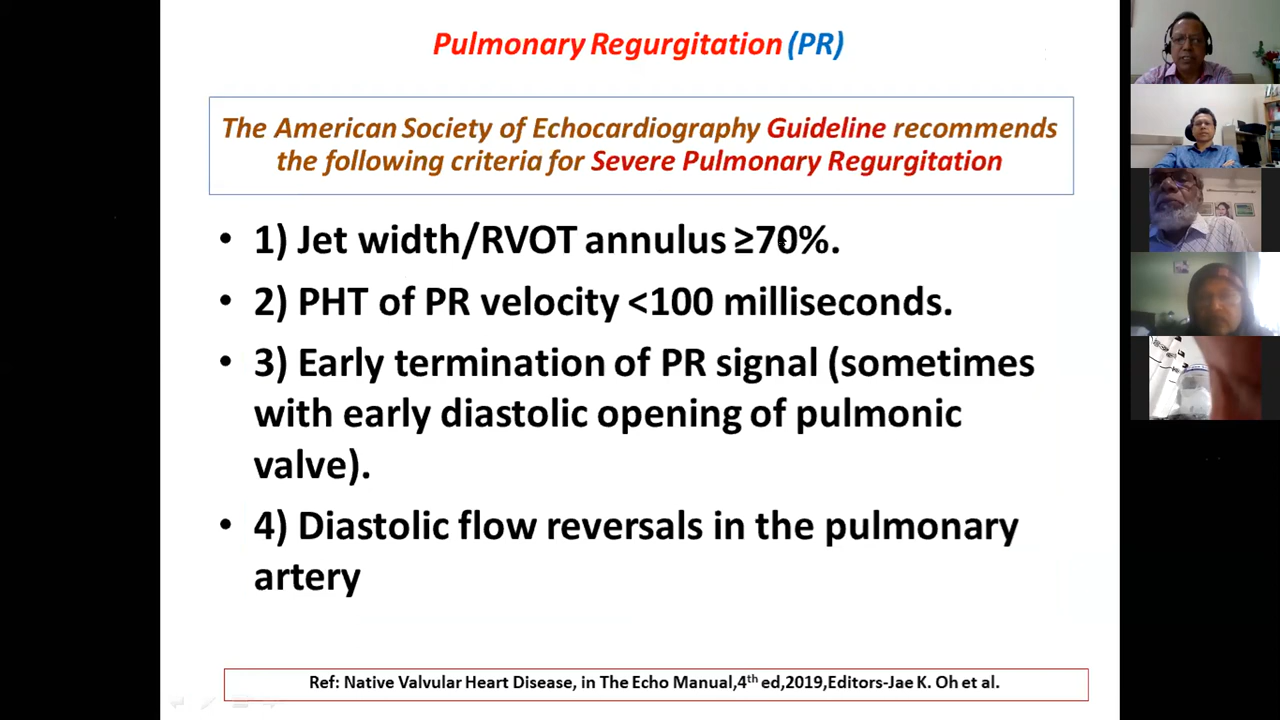 Pulmonary Regurgitation (PR)
The American Society of Echocardiography Guideline recommends
the following criteria for Severe Pulmonary Regurgitation
• 1) Jet width/RVOT annulus ≥70%.
• 2) PHT of PR velocity <100 milliseconds.
• 3) Early termination of PR signal (sometimes
with early diastolic opening of pulmonic
valve).
• 4) Diastolic flow reversals in the pulmonary
artery
Ref: Native Valvular Heart Disease, in The Echo Manual,4th ed,2019,Editors-Jae K. Oh et al.